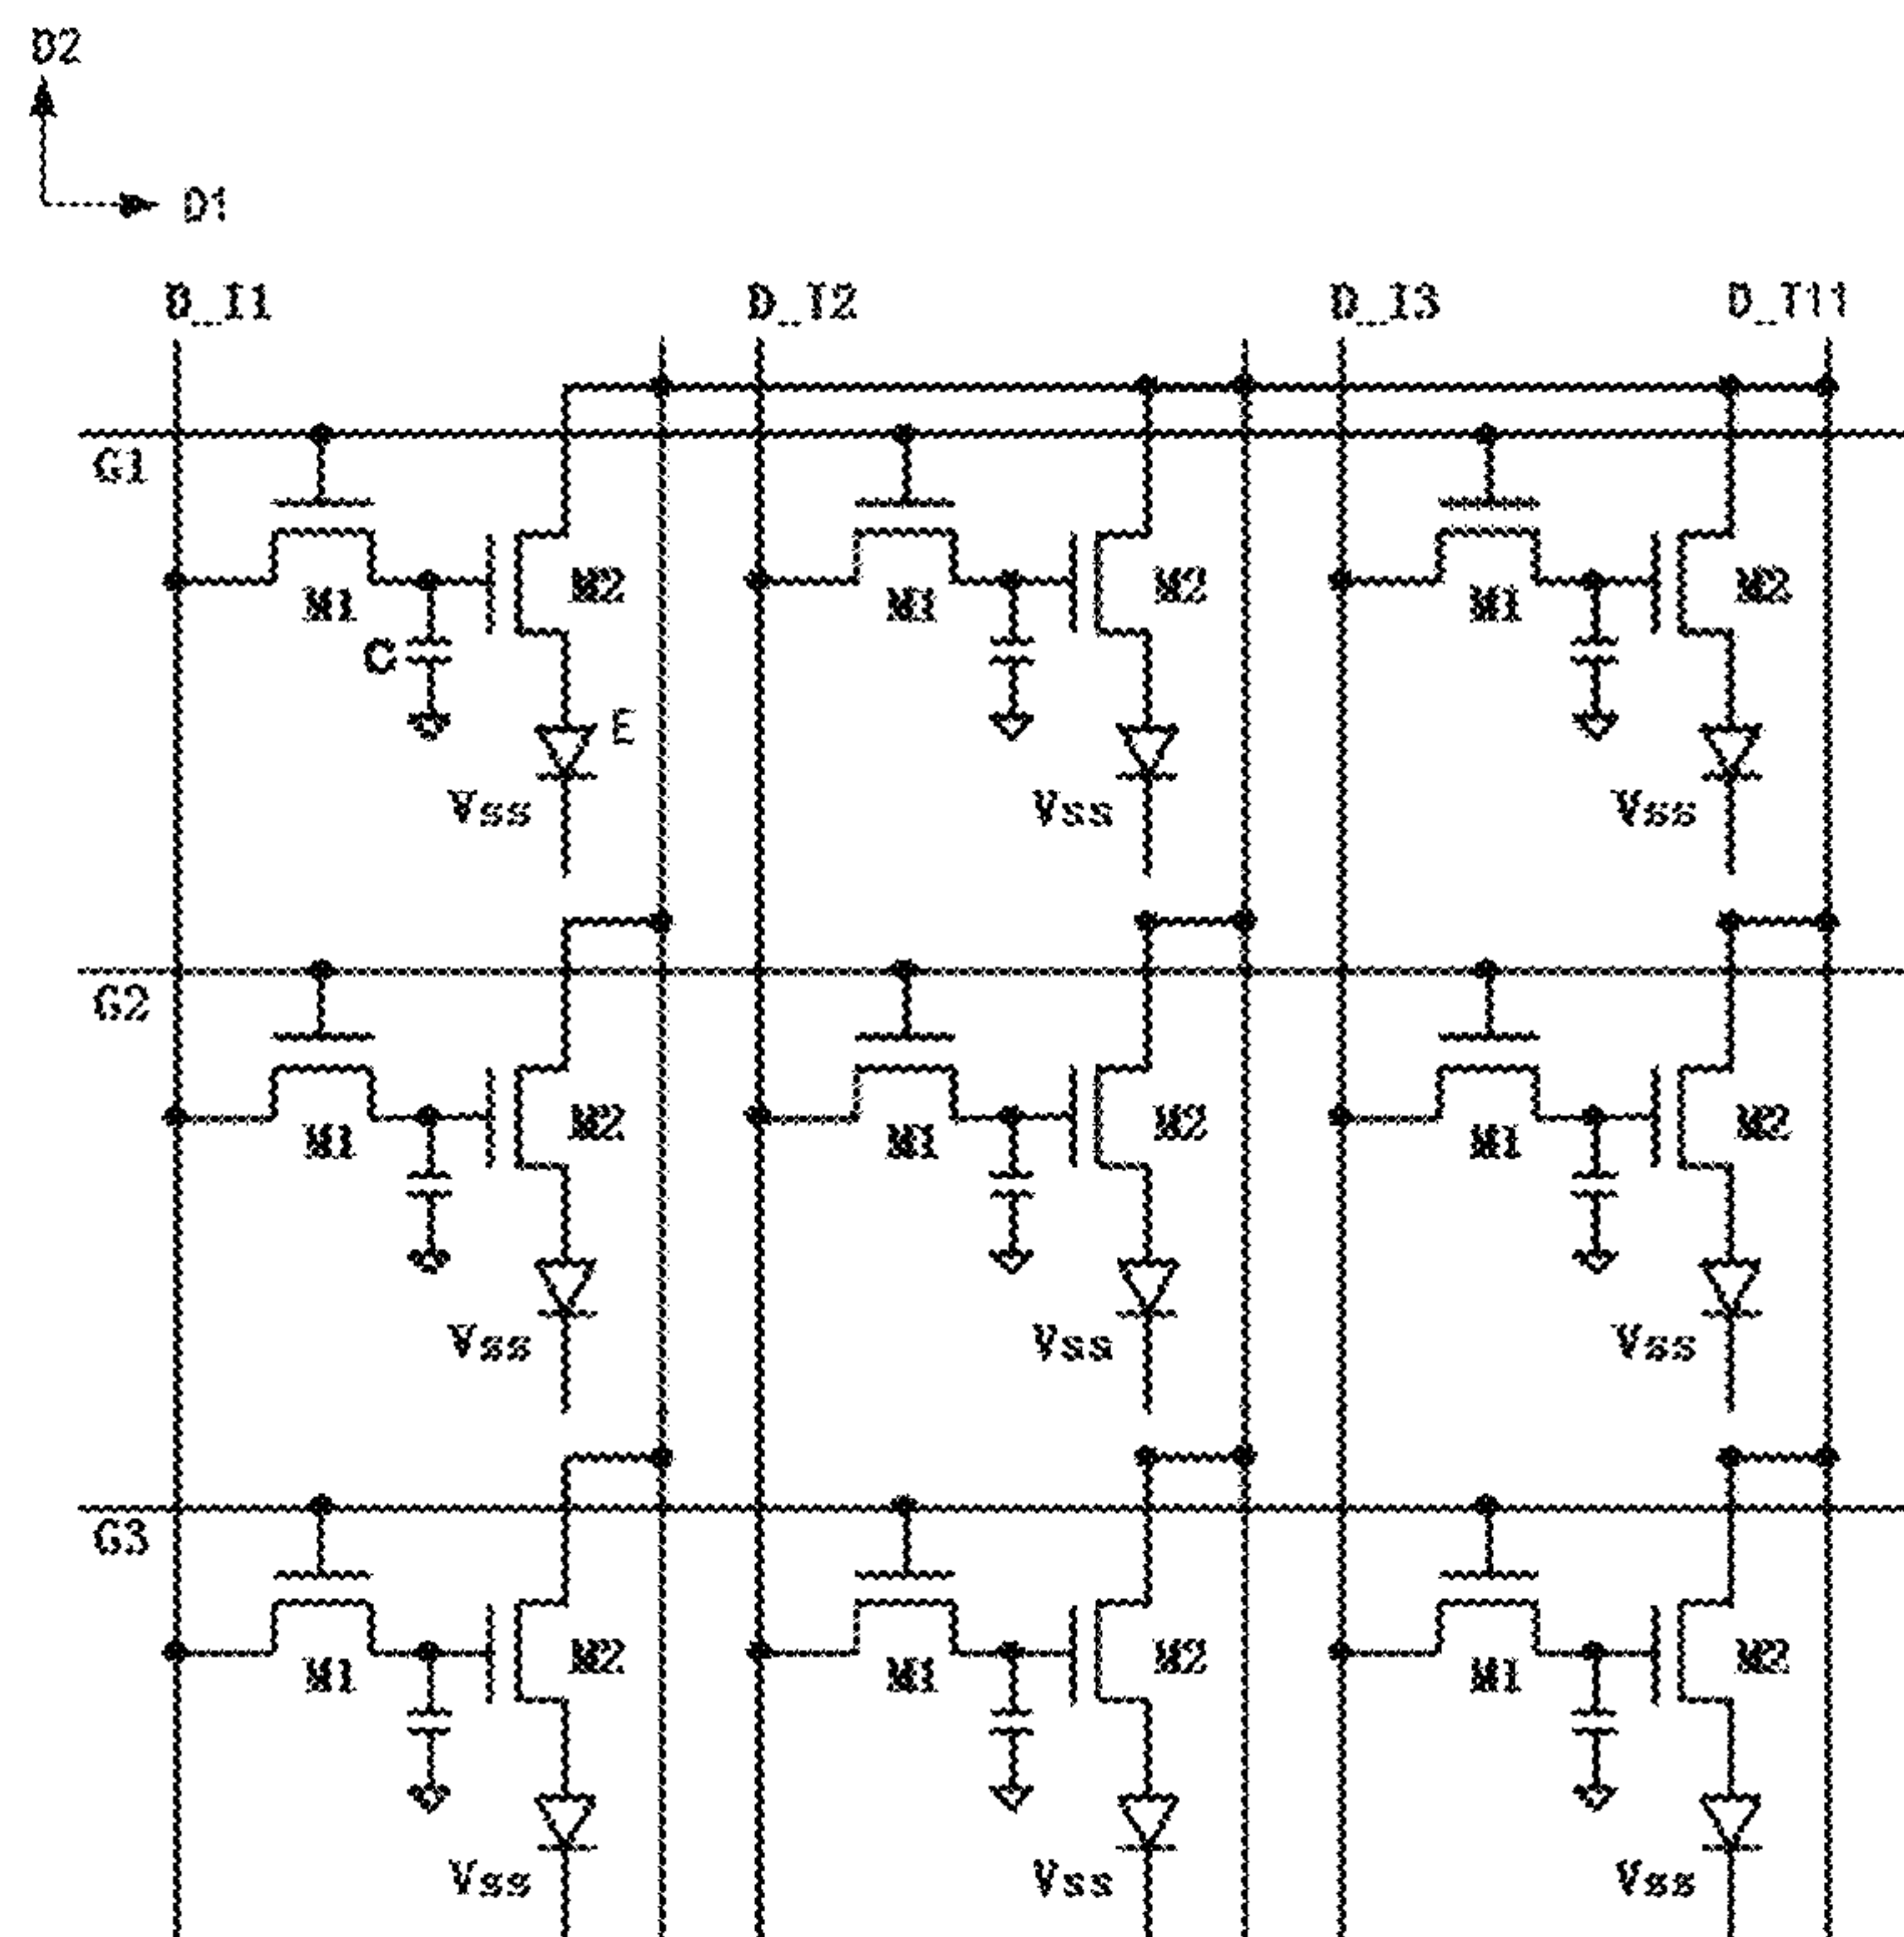 D2
D1
D_I1 D_I2 D_I3 D_T11
G1
M1 M2 M1 M2 M1 M2
C
E
Vss Vss Vss
G2
M1 M2 M1 M2 M1 M2
Vss Vss Vss
G3
M1 M2 M1 M2 M1 M2
Vss Vss Vss